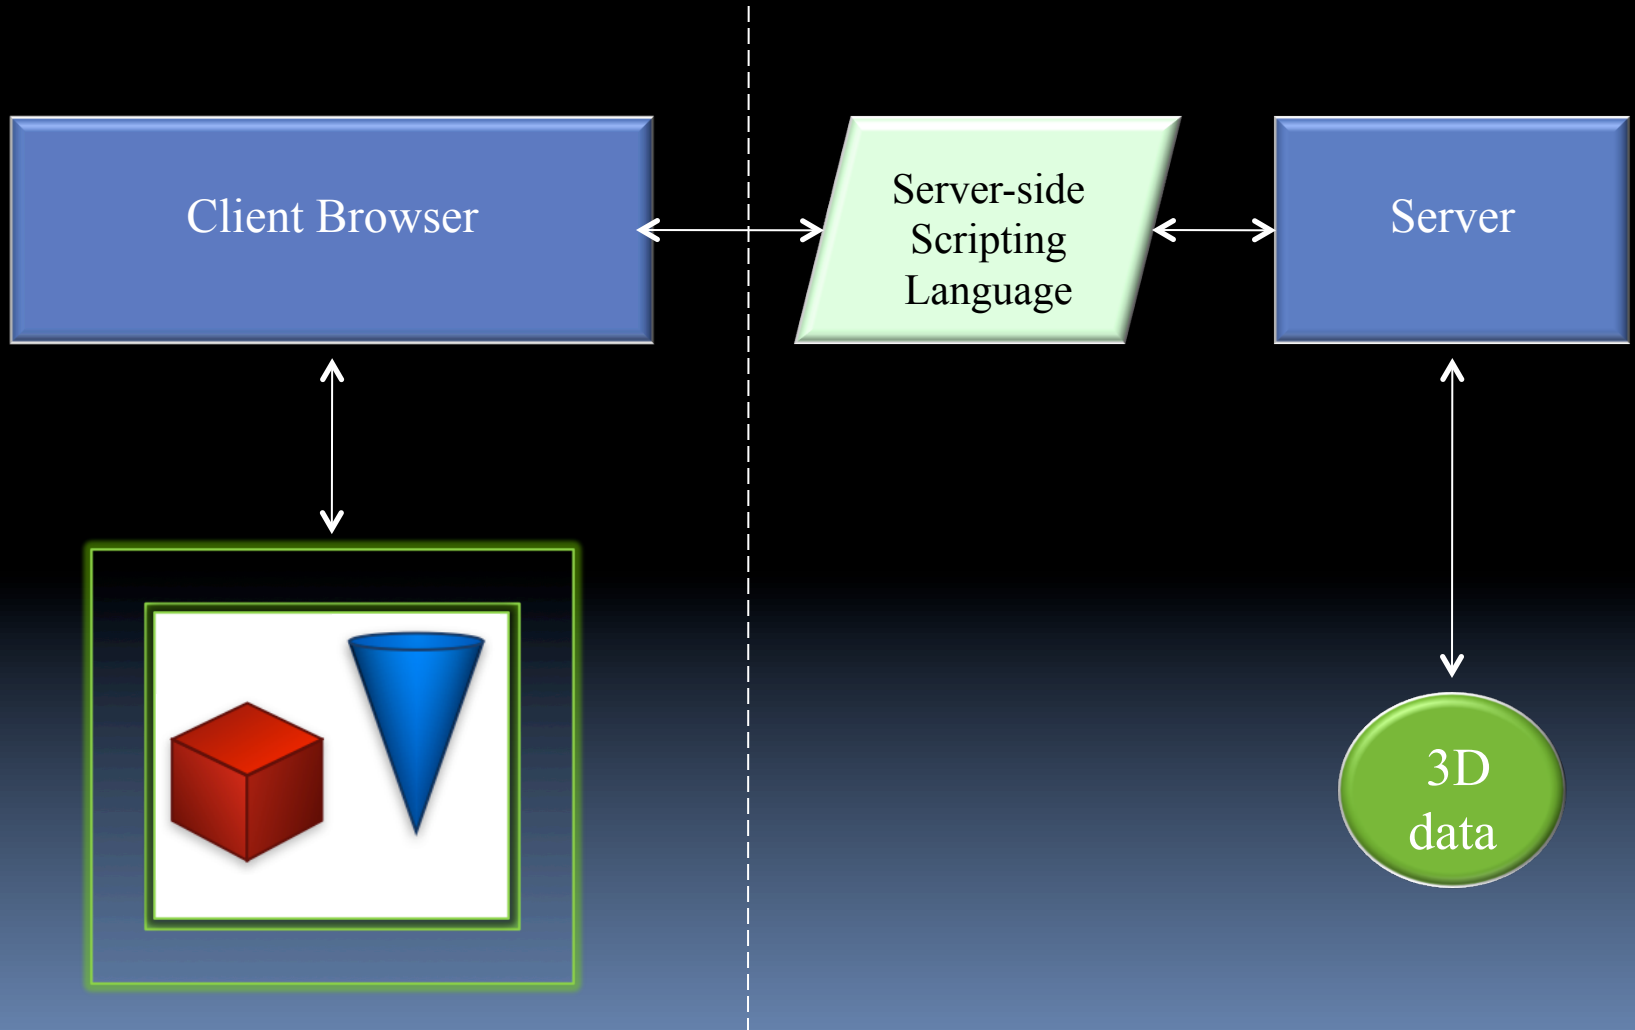 Client Browser
Server-side
Scripting
Language
Server
3D
data